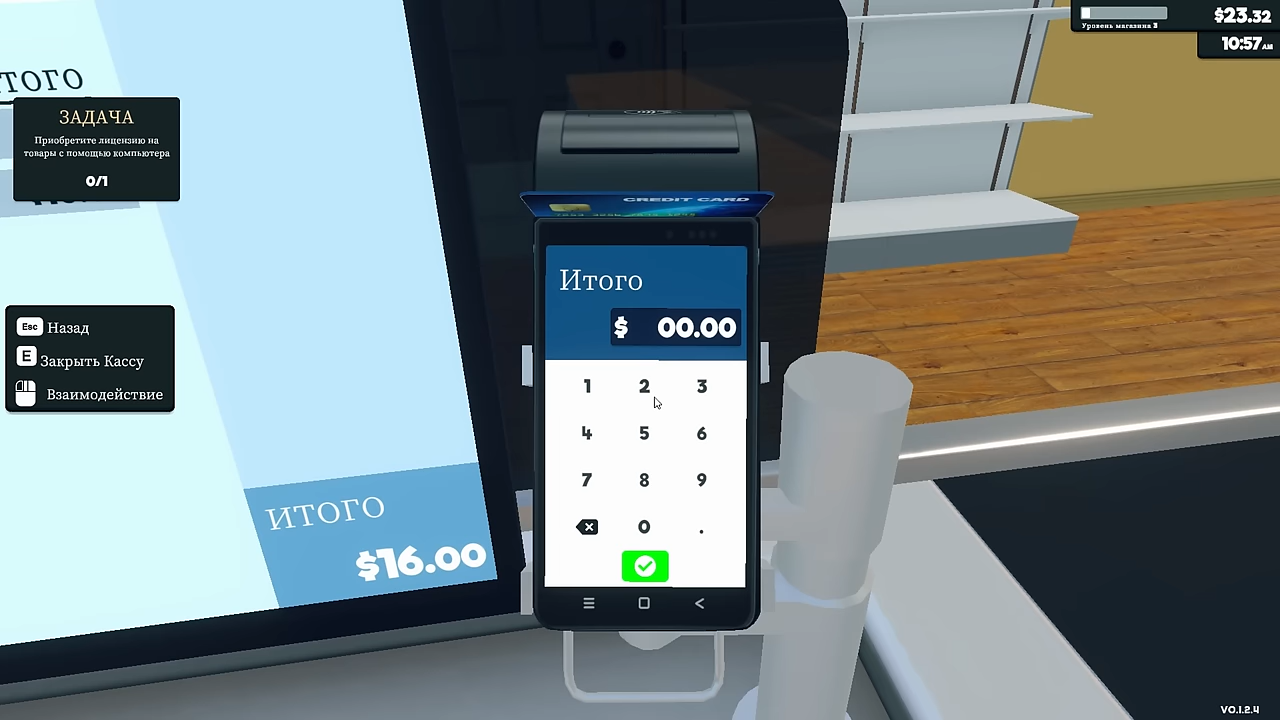 $23.32
Уровень магазина 3
10:57 AM
ТОГО
ЗАДАЧА
Приобретите лицензию на
товары с помощью компьютера
0/1
CREDIT CARD
Итого
$ 00.00
Esc Назад
E Закрыть Кассу
Взаимодействие
1 2 3
4 5 6
7 8 9
0 .
ИТОГО
$16.00
V0.1.2.4